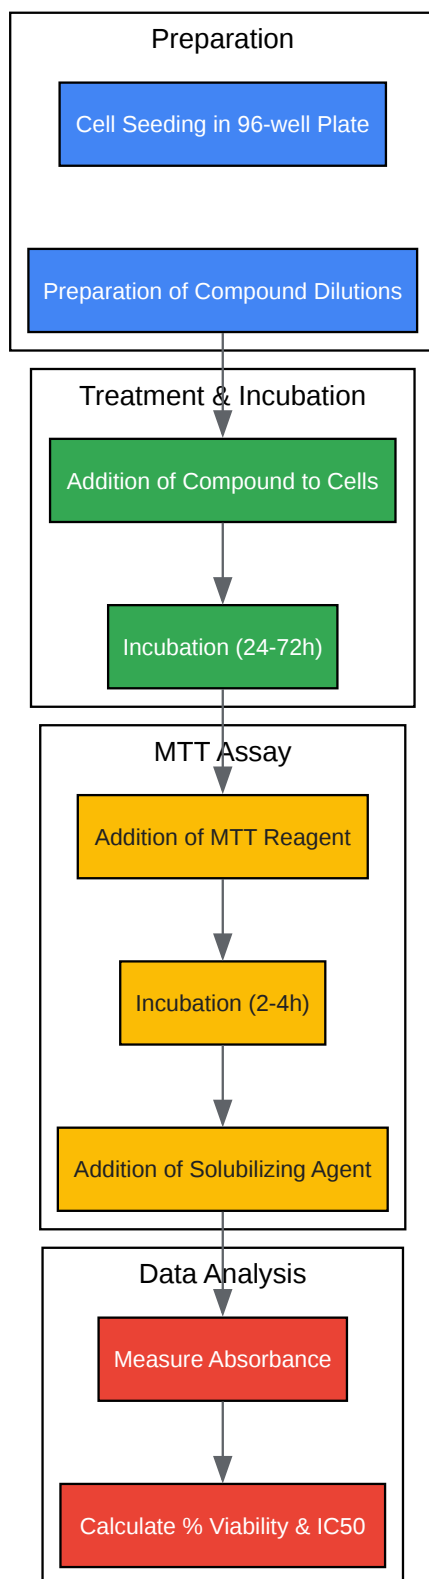 Preparation
Cell Seeding in 96-well Plate
Preparation of Compound Dilutions
Treatment & Incubation
Addition of Compound to Cells
Incubation (24-72h)
MTT Assay
Addition of MTT Reagent
Incubation (2-4h)
Addition of Solubilizing Agent
Data Analysis
Measure Absorbance
Calculate % Viability & IC50